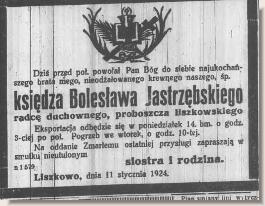 Dziś przed poł. powołał Pan Bóg do siebie najukochań-
szego brata mego, nieodżałowanego krewnego naszego, śp.
księdza Bolesława Jastrzębskiego
radcę duchownego, proboszcza liszkowskiego
Eksportacja odbędzie się w poniedziałek 14. bm. o godz.
3-ciej po poł. Pogrzeb we wtorek, o godz. 10-tej.
Na oddanie Zmarłemu ostatniej przysługi zapraszają w
smutku nieutulonym
siostra i rodzina.
n 1579
Liszkowo, dnia 11 stycznia 1924.